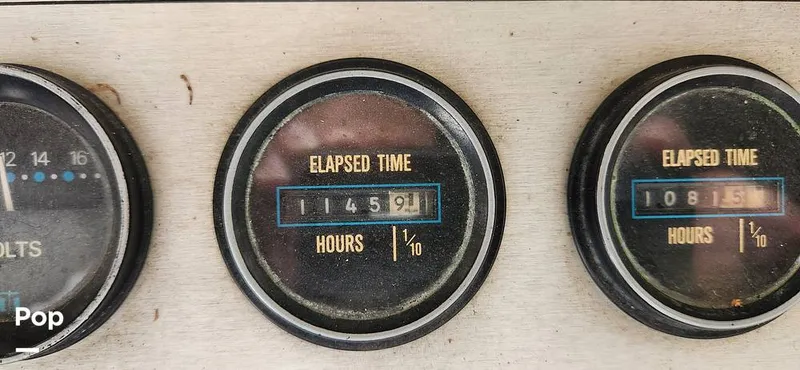 12 14 16
OLTS
ELAPSED TIME
11459
HOURS 1/10
ELAPSED TIME
10815
HOURS 1/10
Pop